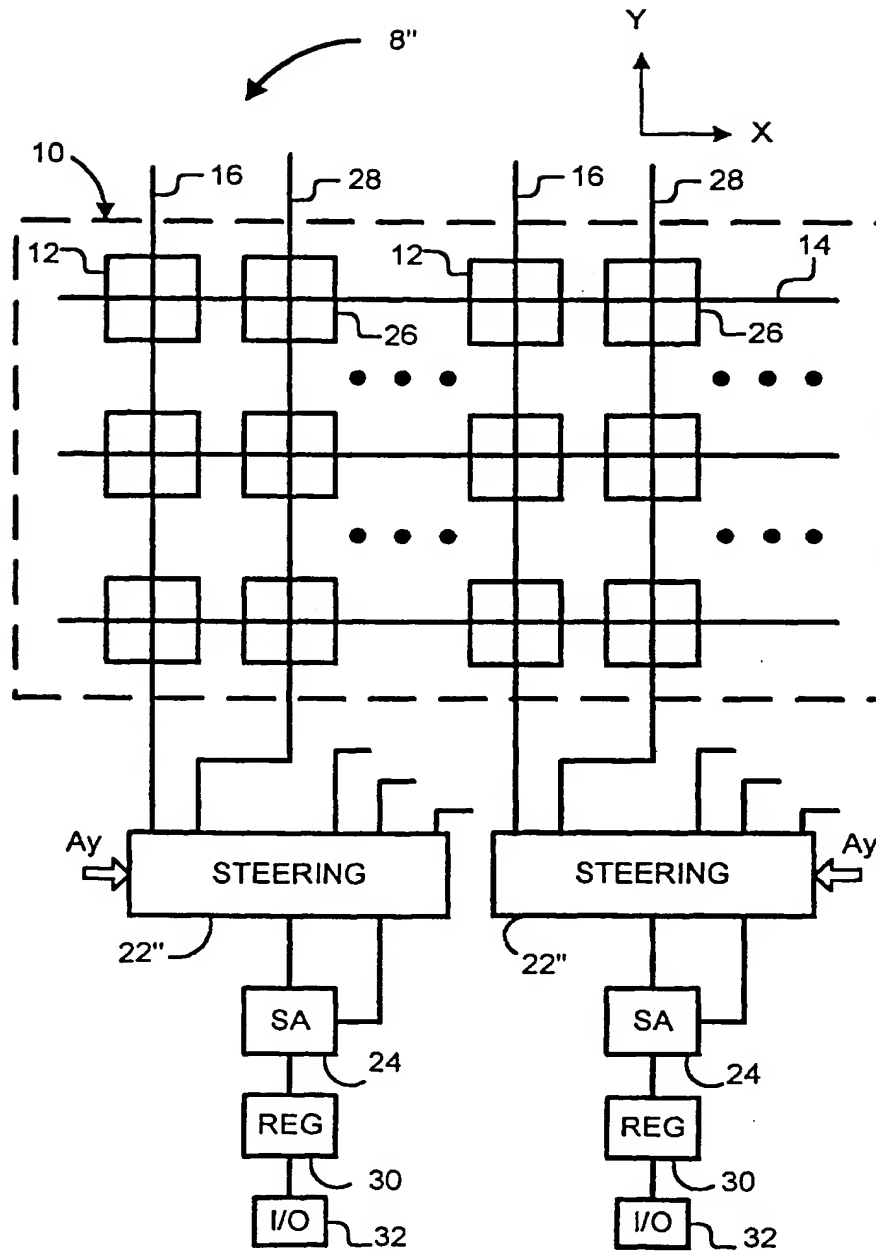 8"
Y
X
10
16
28
16
28
12
12
14
26
26
Ay
STEERING
STEERING
Ay
22"
22"
SA
SA
24
24
REG
REG
30
30
I/O
32
I/O
32